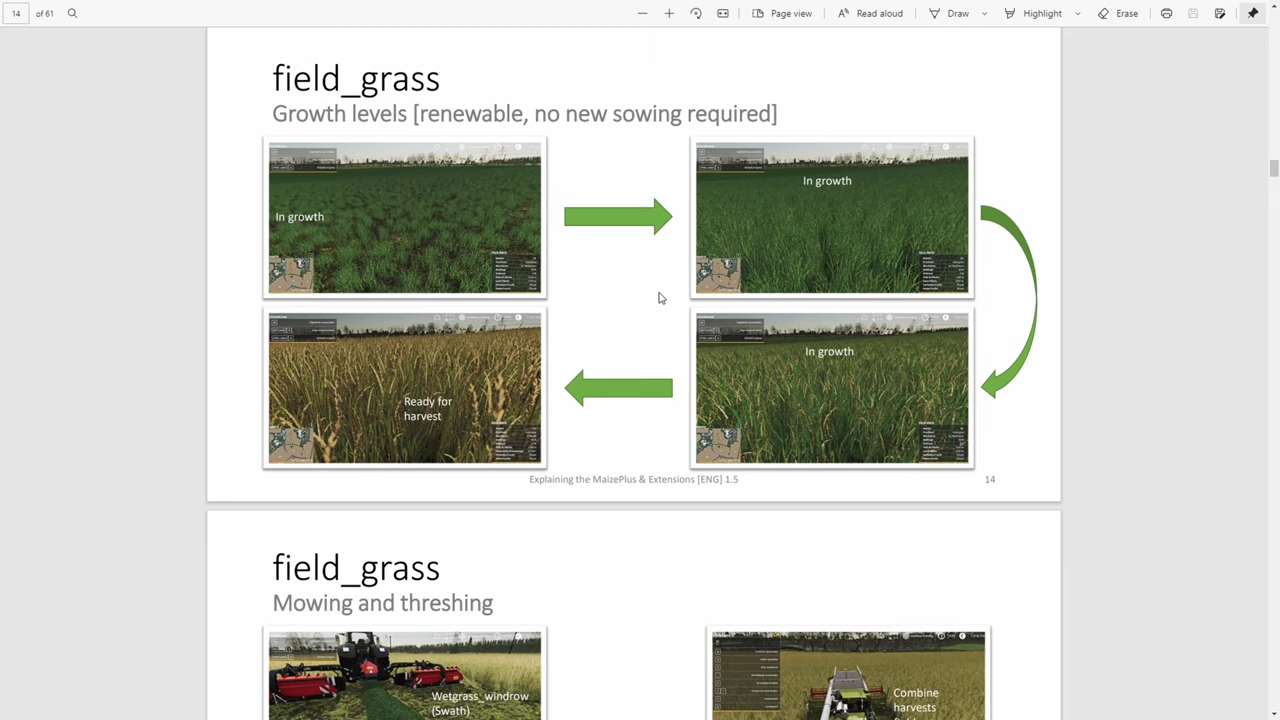 14 of 61
Page view
Read aloud
Draw
Highlight
Erase
field_grass
Growth levels [renewable, no new sowing required]
In growth
In growth
Ready for
harvest
In growth
Explaining the MaizePlus & Extensions [ENG] 1.5
14
field_grass
Mowing and threshing
Wetgrass_windrow
(Swath)
Combine
harvests